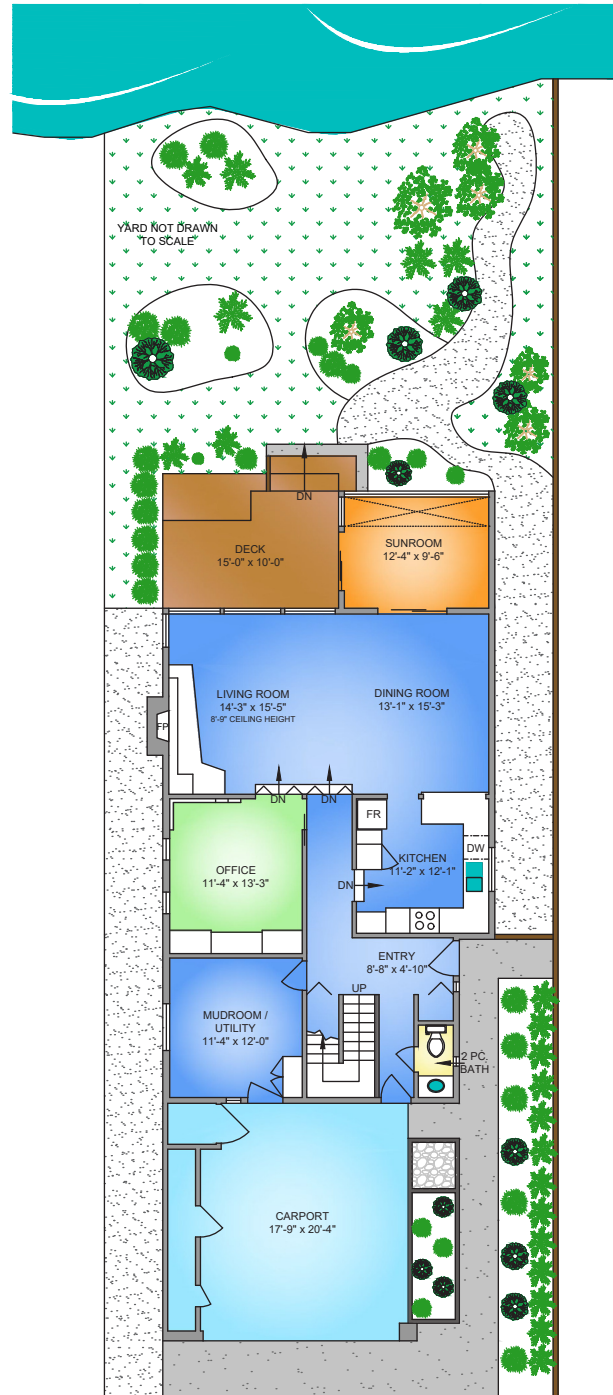 YARD NOT DRAWN
TO SCALE
DN
DECK
15'-0" x 10'-0"
SUNROOM
12'-4" x 9'-6"
LIVING ROOM
14'-3" x 15'-5"
8'-9" CEILING HEIGHT
DINING ROOM
13'-1" x 15'-3"
FP
DN
DN
FR
OFFICE
11'-4" x 13'-3"
KITCHEN
11'-2" x 12'-1"
DW
DN
ENTRY
8'-8" x 4'-10"
UP
MUDROOM /
UTILITY
11'-4" x 12'-0"
2 PC.
BATH
CARPORT
17'-9" x 20'-4"